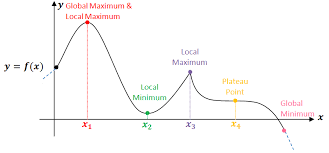 Global Maximum &
Local Maximum
y
Local
Maximum
y = f(x)
Plateau
Point
Local
Minimum
Global
Minimum
x
x₁
x₂
x₃
x₄